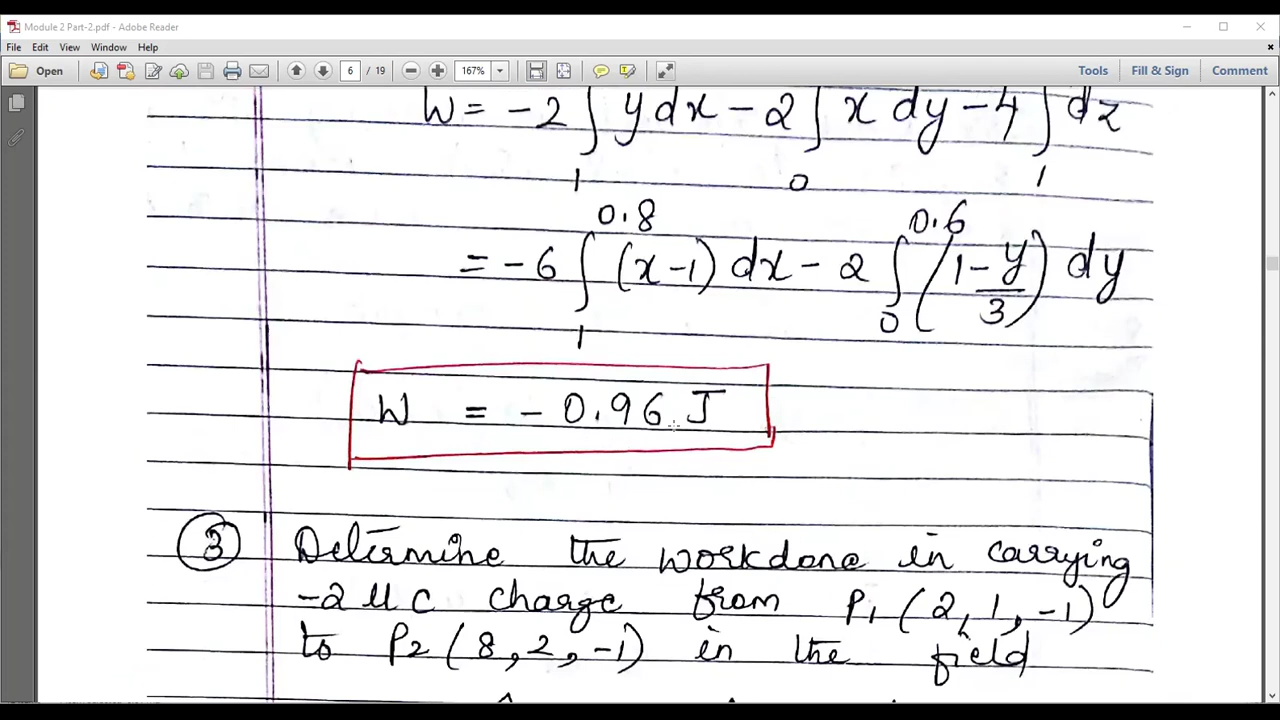 Module 2 Part-2.pdf - Adobe Reader
File Edit View Window Help
Open 6 / 19 167% Tools Fill & Sign Comment
W = -2 ∫ y dx - 2 ∫ x dy - 4 ∫ dz
1 0 1
0.8 0.6
= -6 ∫ (x-1) dx - 2 ∫ (1 - y/3) dy
1 0
W = - 0.96 J
3 Determine the workdone in carrying
-2 μc charge from P1 (2, 1, -1)
to P2 (8, 2, -1) in the field